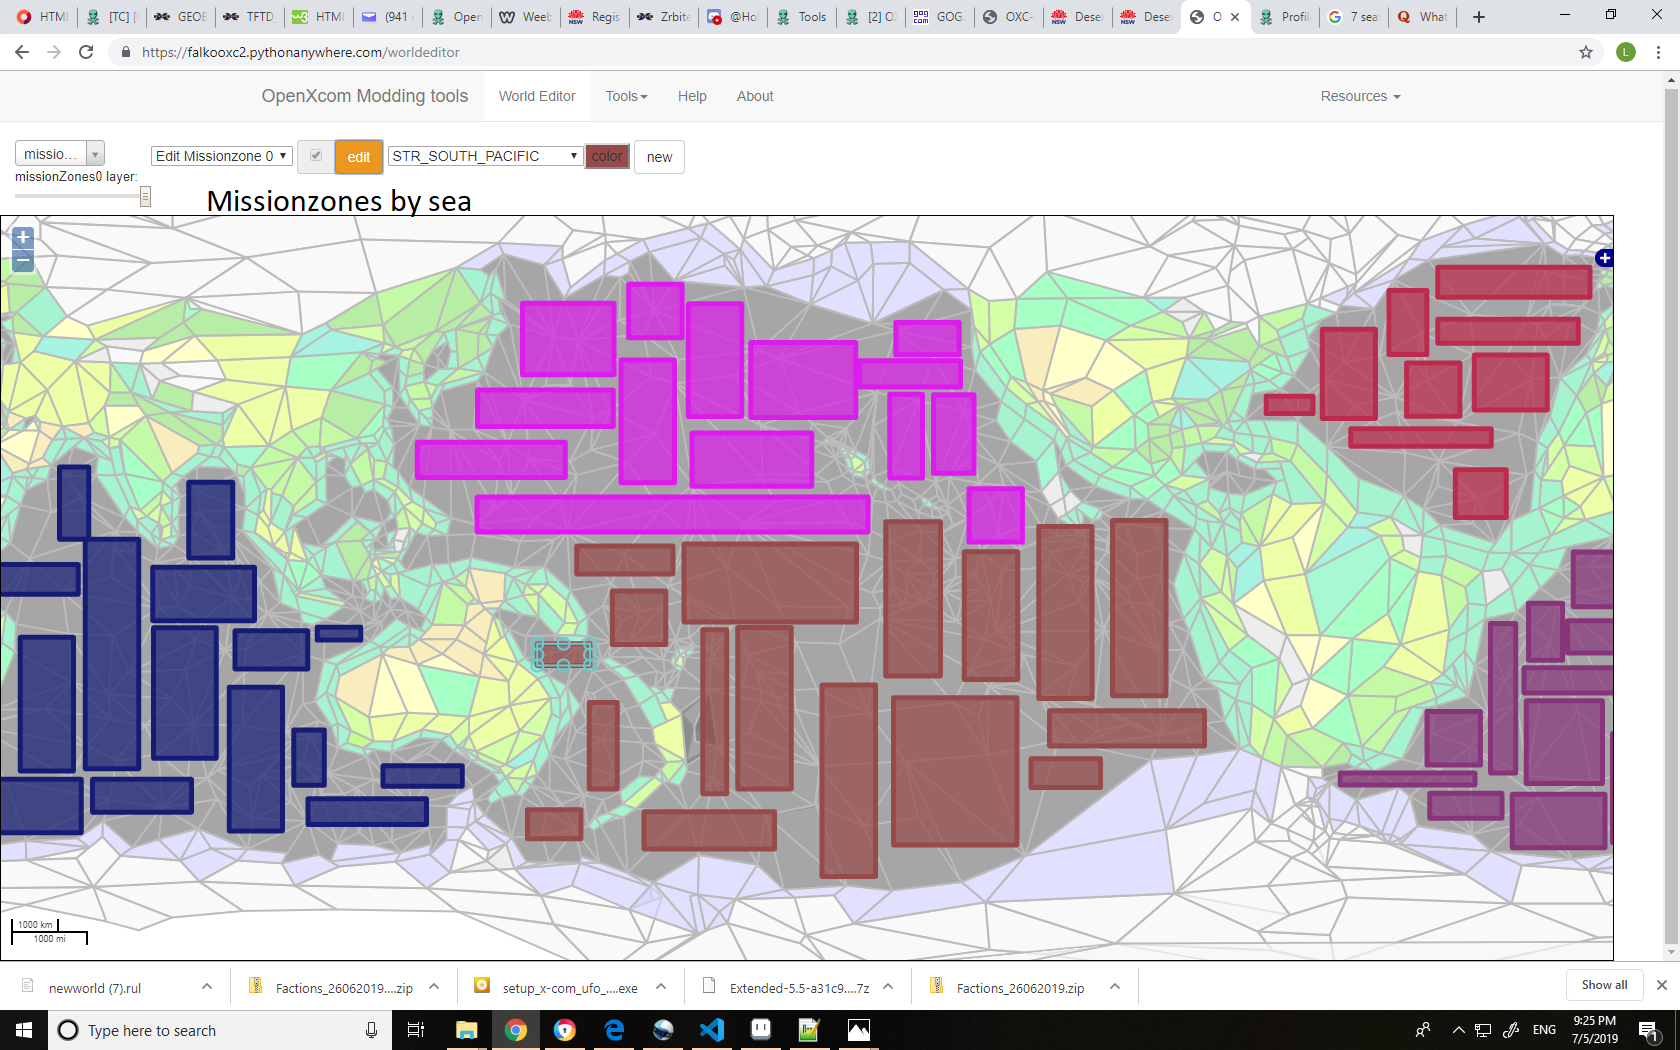 HTML
[TC] [
GEOE
TFTD_
HTML
(941 u
Open
Weeb
Regis
Zrbite
@Hol
Tools
[2] O
GOG.
OXC-
Dese
Dese
O
Profil
7 sea
What
https://falkooxc2.pythonanywhere.com/worldeditor
L
OpenXcom Modding tools
World Editor
Tools
Help
About
Resources
missio...
Edit Missionzone 0
edit
STR_SOUTH_PACIFIC
color
new
missionZones0 layer:
Missionzones by sea
+
−
+
1000 km
1000 mi
newworld (7).rul
Factions_26062019....zip
setup_x-com_ufo_....exe
Extended-5.5-a31c9....7z
Factions_26062019.zip
Show all
Type here to search
ENG
9:25 PM
7/5/2019
1